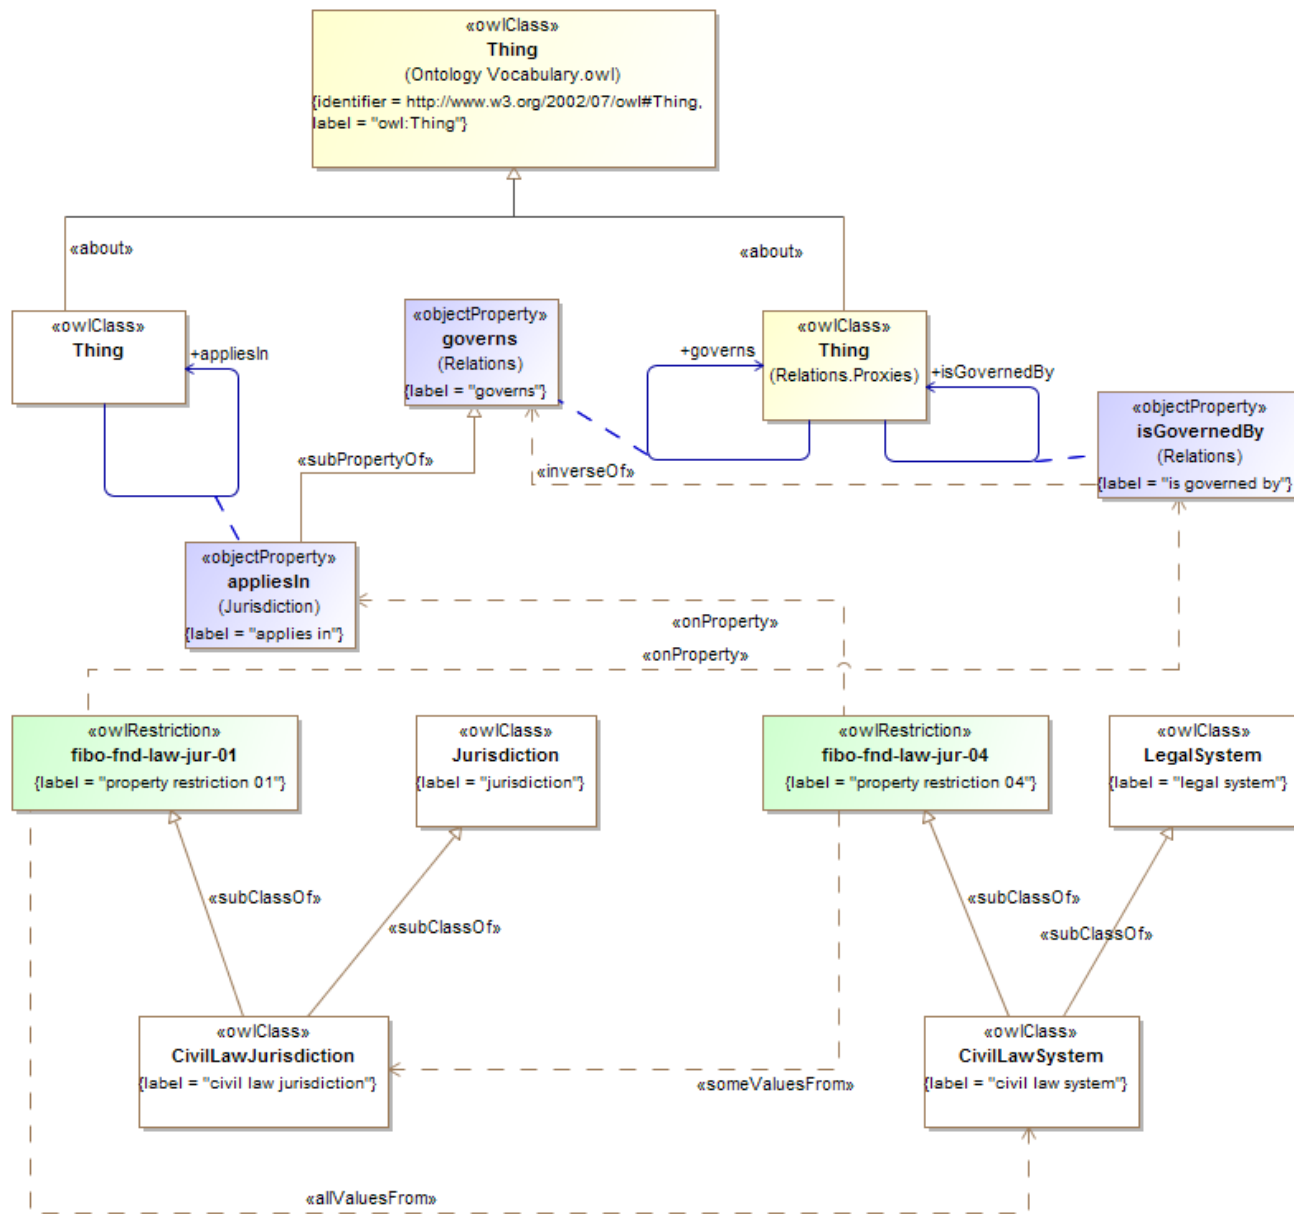 «owlClass»
Thing
(Ontology Vocabulary.owl)
{identifier = http://www.w3.org/2002/07/owl#Thing,
label = "owl:Thing"}
«about»
«about»
«owlClass»
Thing
+appliesIn
«objectProperty»
governs
(Relations)
{label = "governs"}
+governs
«owlClass»
Thing
(Relations.Proxies)
+isGovernedBy
«objectProperty»
isGovernedBy
(Relations)
{label = "is governed by"}
«subPropertyOf»
«inverseOf»
«objectProperty»
appliesIn
(Jurisdiction)
{label = "applies in"}
«onProperty»
«onProperty»
«owlRestriction»
fibo-fnd-law-jur-01
{label = "property restriction 01"}
«owlClass»
Jurisdiction
{label = "jurisdiction"}
«owlRestriction»
fibo-fnd-law-jur-04
{label = "property restriction 04"}
«owlClass»
LegalSystem
{label = "legal system"}
«subClassOf»
«subClassOf»
«subClassOf»
«subClassOf»
«owlClass»
CivilLawJurisdiction
{label = "civil law jurisdiction"}
«someValuesFrom»
«owlClass»
CivilLawSystem
{label = "civil law system"}
«allValuesFrom»